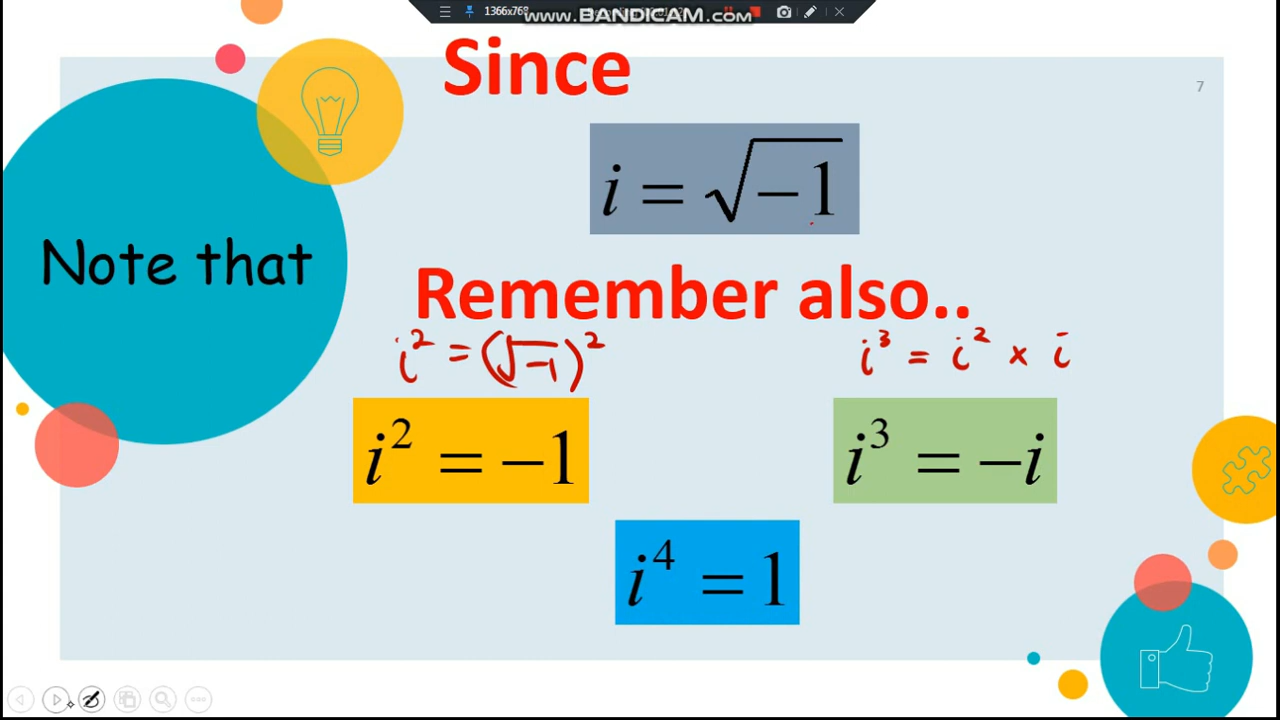 1366x768
www.BANDICAM.com
Since
7
i = √−1
Note that
Remember also..
i² = (√−1)²
i³ = i² × i
i² = −1
i³ = −i
i⁴ = 1